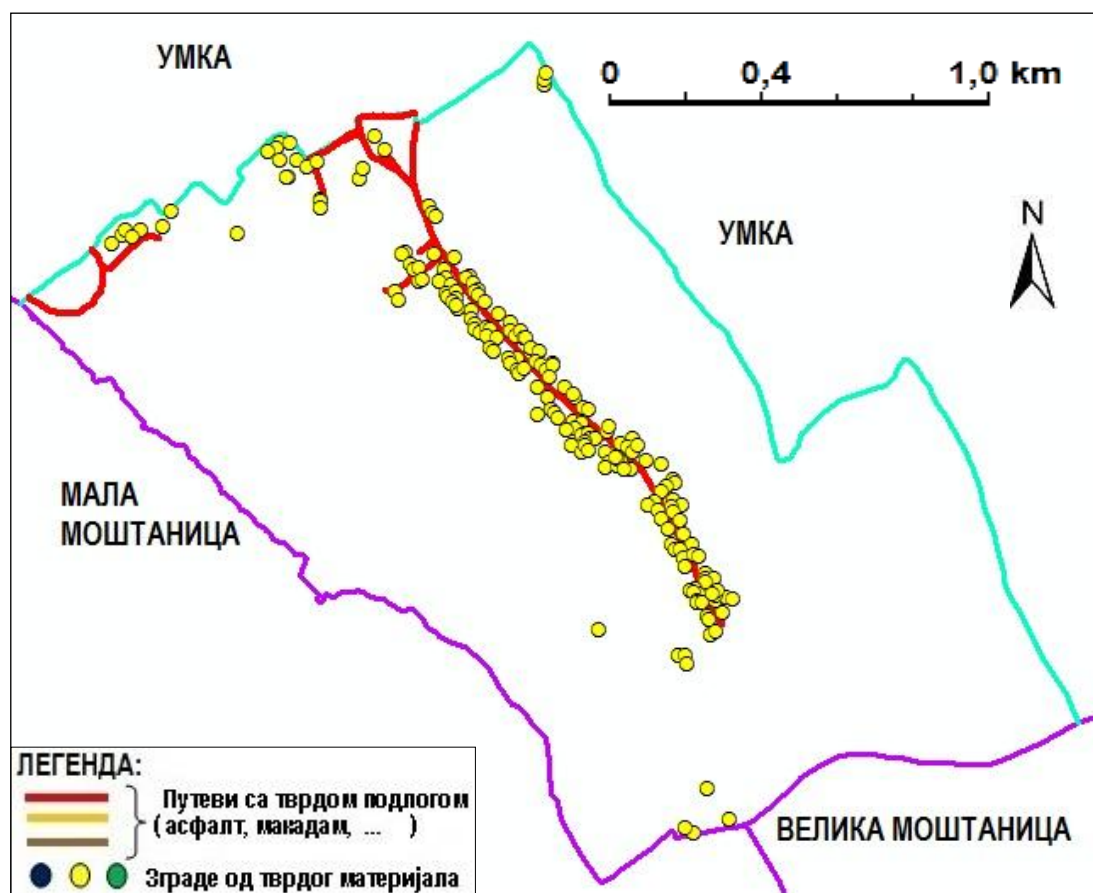 УМКА
0 0,4 1,0 km
N
УМКА
МАЛА
МОШТАНИЦА
ЛЕГЕНДА:
Путеви са тврдом подлогом
( асфалт, макадам, ... )
Зграде од тврдог материјала
ВЕЛИКА МОШТАНИЦА